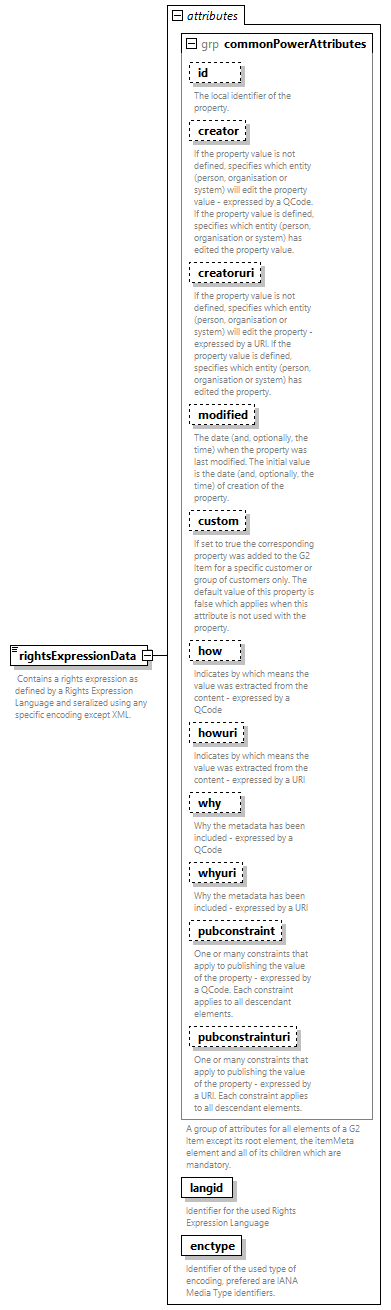 attributes
grp commonPowerAttributes
id
The local identifier of the
property.
creator
If the property value is not
defined, specifies which entity
(person, organisation or
system) will edit the property
value - expressed by a QCode.
If the property value is defined,
specifies which entity (person,
organisation or system) has
edited the property value.
creatoruri
If the property value is not
defined, specifies which entity
(person, organisation or
system) will edit the property -
expressed by a URI. If the
property value is defined,
specifies which entity (person,
organisation or system) has
edited the property.
modified
The date (and, optionally, the
time) when the property was
last modified. The initial value
is the date (and, optionally, the
time) of creation of the
property.
custom
If set to true the corresponding
property was added to the G2
Item for a specific customer or
group of customers only. The
default value of this property is
false which applies when this
attribute is not used with the
property.
rightsExpressionData
Contains a rights expression as
defined by a Rights Expression
Language and seralized using any
specific encoding except XML.
how
Indicates by which means the
value was extracted from the
content - expressed by a
QCode
howuri
Indicates by which means the
value was extracted from the
content - expressed by a URI
why
Why the metadata has been
included - expressed by a
QCode
whyuri
Why the metadata has been
included - expressed by a URI
pubconstraint
One or many constraints that
apply to publishing the value
of the property - expressed by
a QCode. Each constraint
applies to all descendant
elements.
pubconstrainturi
One or many constraints that
apply to publishing the value
of the property - expressed by
a URI. Each constraint applies
to all descendant elements.
A group of attributes for all elements of a G2
Item except its root element, the itemMeta
element and all of its children which are
mandatory.
langid
Identifier for the used Rights
Expression Language
enctype
Identifier of the used type of
encoding, prefered are IANA
Media Type identifiers.